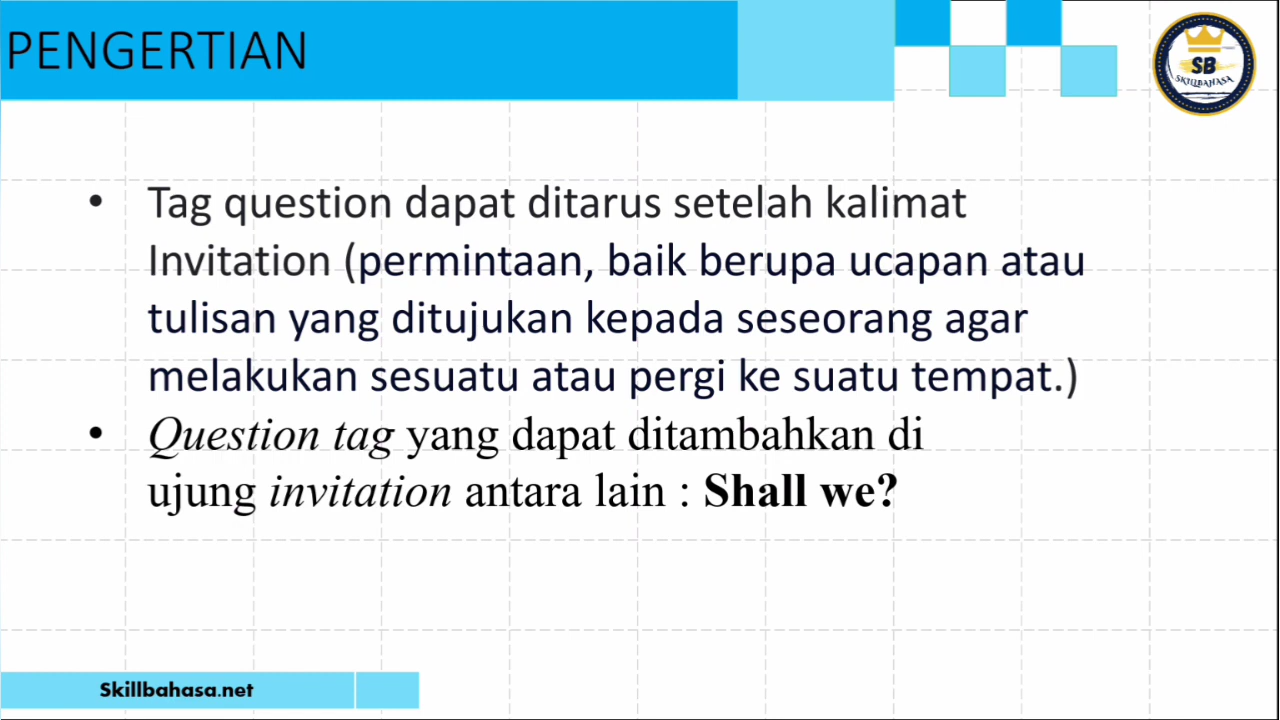 PENGERTIAN
SB
SKILLBAHASA
• Tag question dapat ditarus setelah kalimat
Invitation (permintaan, baik berupa ucapan atau
tulisan yang ditujukan kepada seseorang agar
melakukan sesuatu atau pergi ke suatu tempat.)
• Question tag yang dapat ditambahkan di
ujung invitation antara lain : Shall we?
Skillbahasa.net